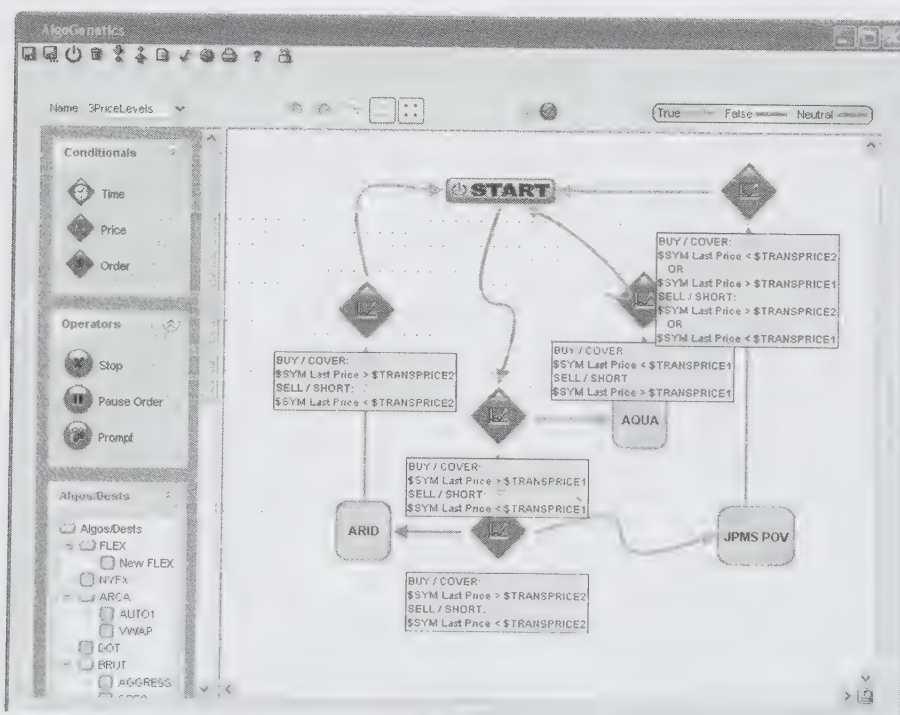 AlgoGenetics
Name 3PriceLevels
True False Neutral
Conditionals
Time
Price
Order
Operators
Stop
Pause Order
Prompt
Algos/Dests
Algos/Dests
FLEX
New FLEX
NYFX
ARCA
AUTO1
VWAP
DOT
BRUT
AGGRESS
START
BUY / COVER:
$SYM Last Price < $TRANSPRICE2
OR
$SYM Last Price > $TRANSPRICE1
SELL / SHORT:
$SYM Last Price > $TRANSPRICE2
OR
$SYM Last Price < $TRANSPRICE1
BUY / COVER:
$SYM Last Price > $TRANSPRICE2
SELL / SHORT:
$SYM Last Price < $TRANSPRICE2
BUY / COVER
$SYM Last Price < $TRANSPRICE1
SELL / SHORT
$SYM Last Price > $TRANSPRICE1
AQUA
BUY / COVER:
$SYM Last Price > $TRANSPRICE1
SELL / SHORT
$SYM Last Price < $TRANSPRICE1
ARID
JPMS POV
BUY / COVER:
$SYM Last Price > $TRANSPRICE2
SELL / SHORT:
$SYM Last Price < $TRANSPRICE2